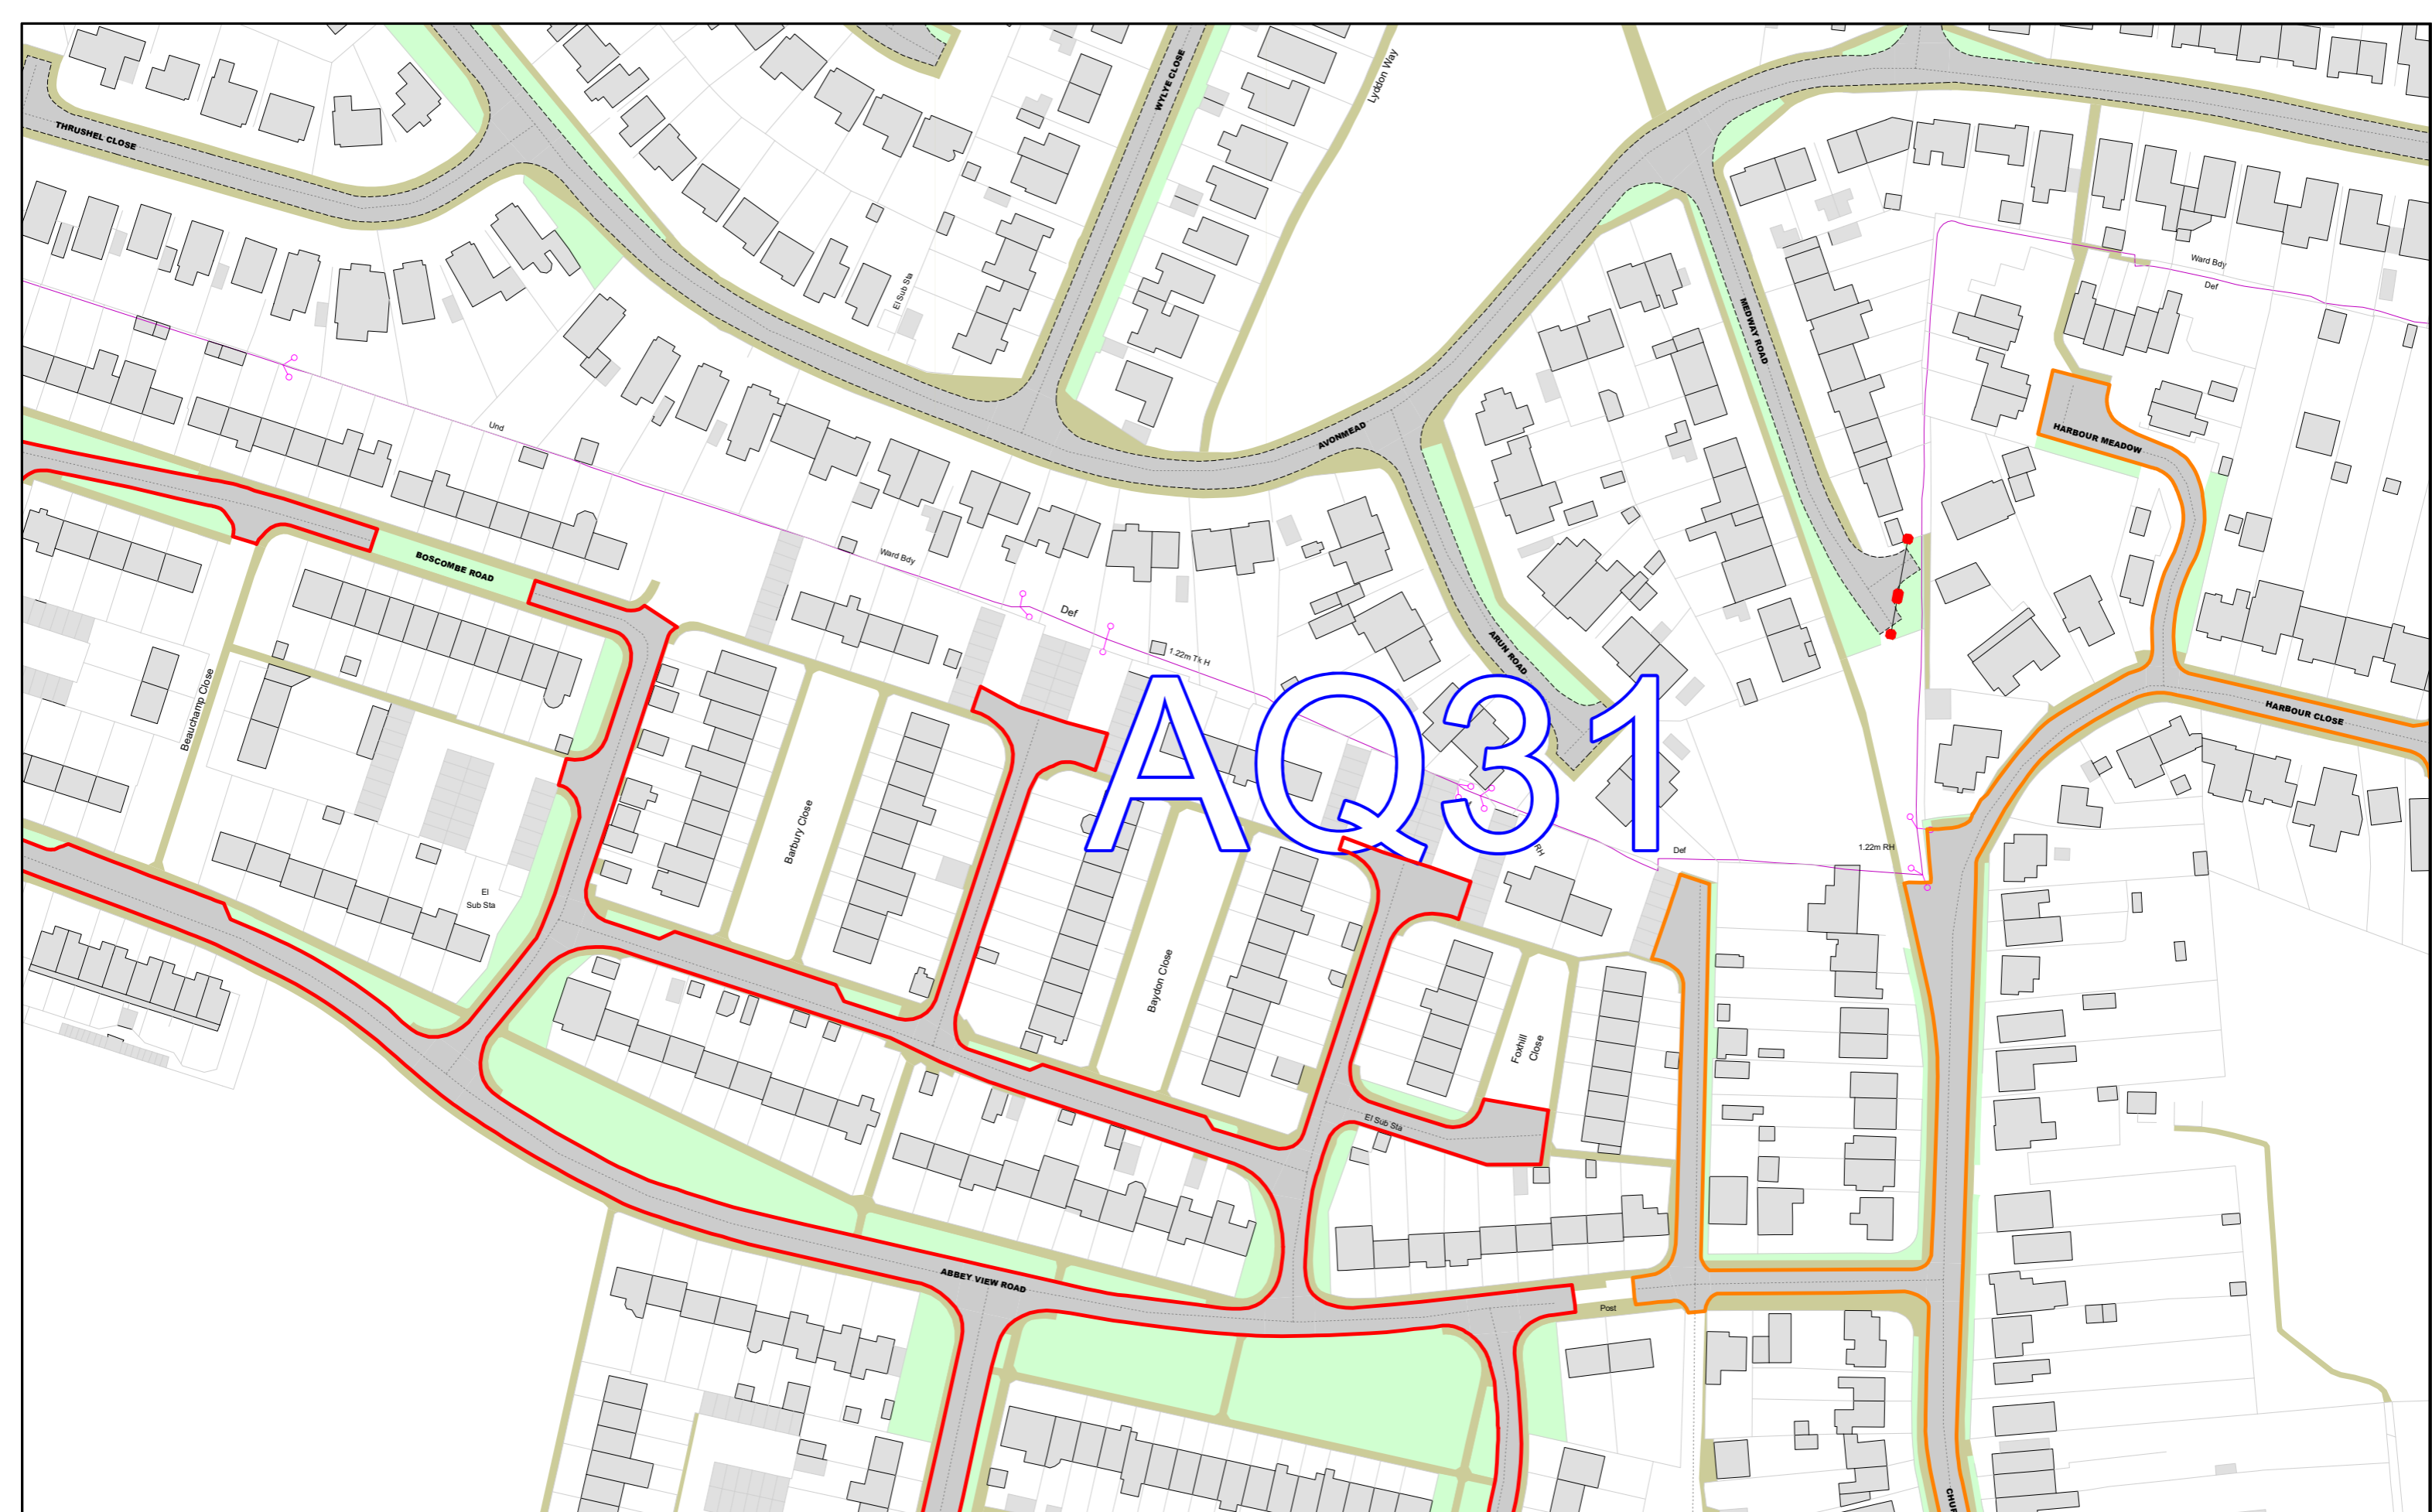 WYLYE CLOSE
Lyddon Way
THRUSHEL CLOSE
Ward Bdy
Def
El Sub Sta
MEDWAY ROAD
Und
AVONMEAD
HARBOUR MEADOW
BOSCOMBE ROAD
Ward Bdy
Def
1.22m Tk H
ARUN ROAD
Beauchamp Close
HARBOUR CLOSE
AQ31
Barbury Close
RH
Def
1.22m RH
El
Sub Sta
Baydon Close
Foxhill
Close
El Sub Sta
ABBEY VIEW ROAD
Post